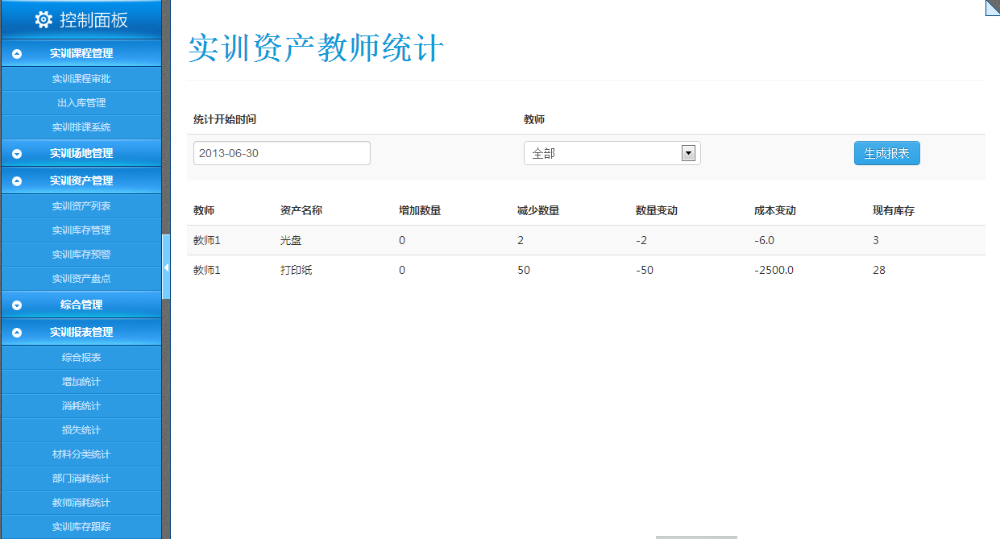 控制面板
实训课程管理
实训课程审批
出入库管理
实训排课系统
实训场地管理
实训资产管理
实训资产列表
实训库存管理
实训库存预警
实训资产盘点
综合管理
实训报表管理
综合报表
增加统计
消耗统计
损失统计
材料分类统计
部门消耗统计
教师消耗统计
实训库存跟踪
实训资产教师统计
统计开始时间 教师
2013-06-30 全部 生成报表
教师 资产名称 增加数量 减少数量 数量变动 成本变动 现有库存
教师1 光盘 0 2 -2 -6.0 3
教师1 打印纸 0 50 -50 -2500.0 28